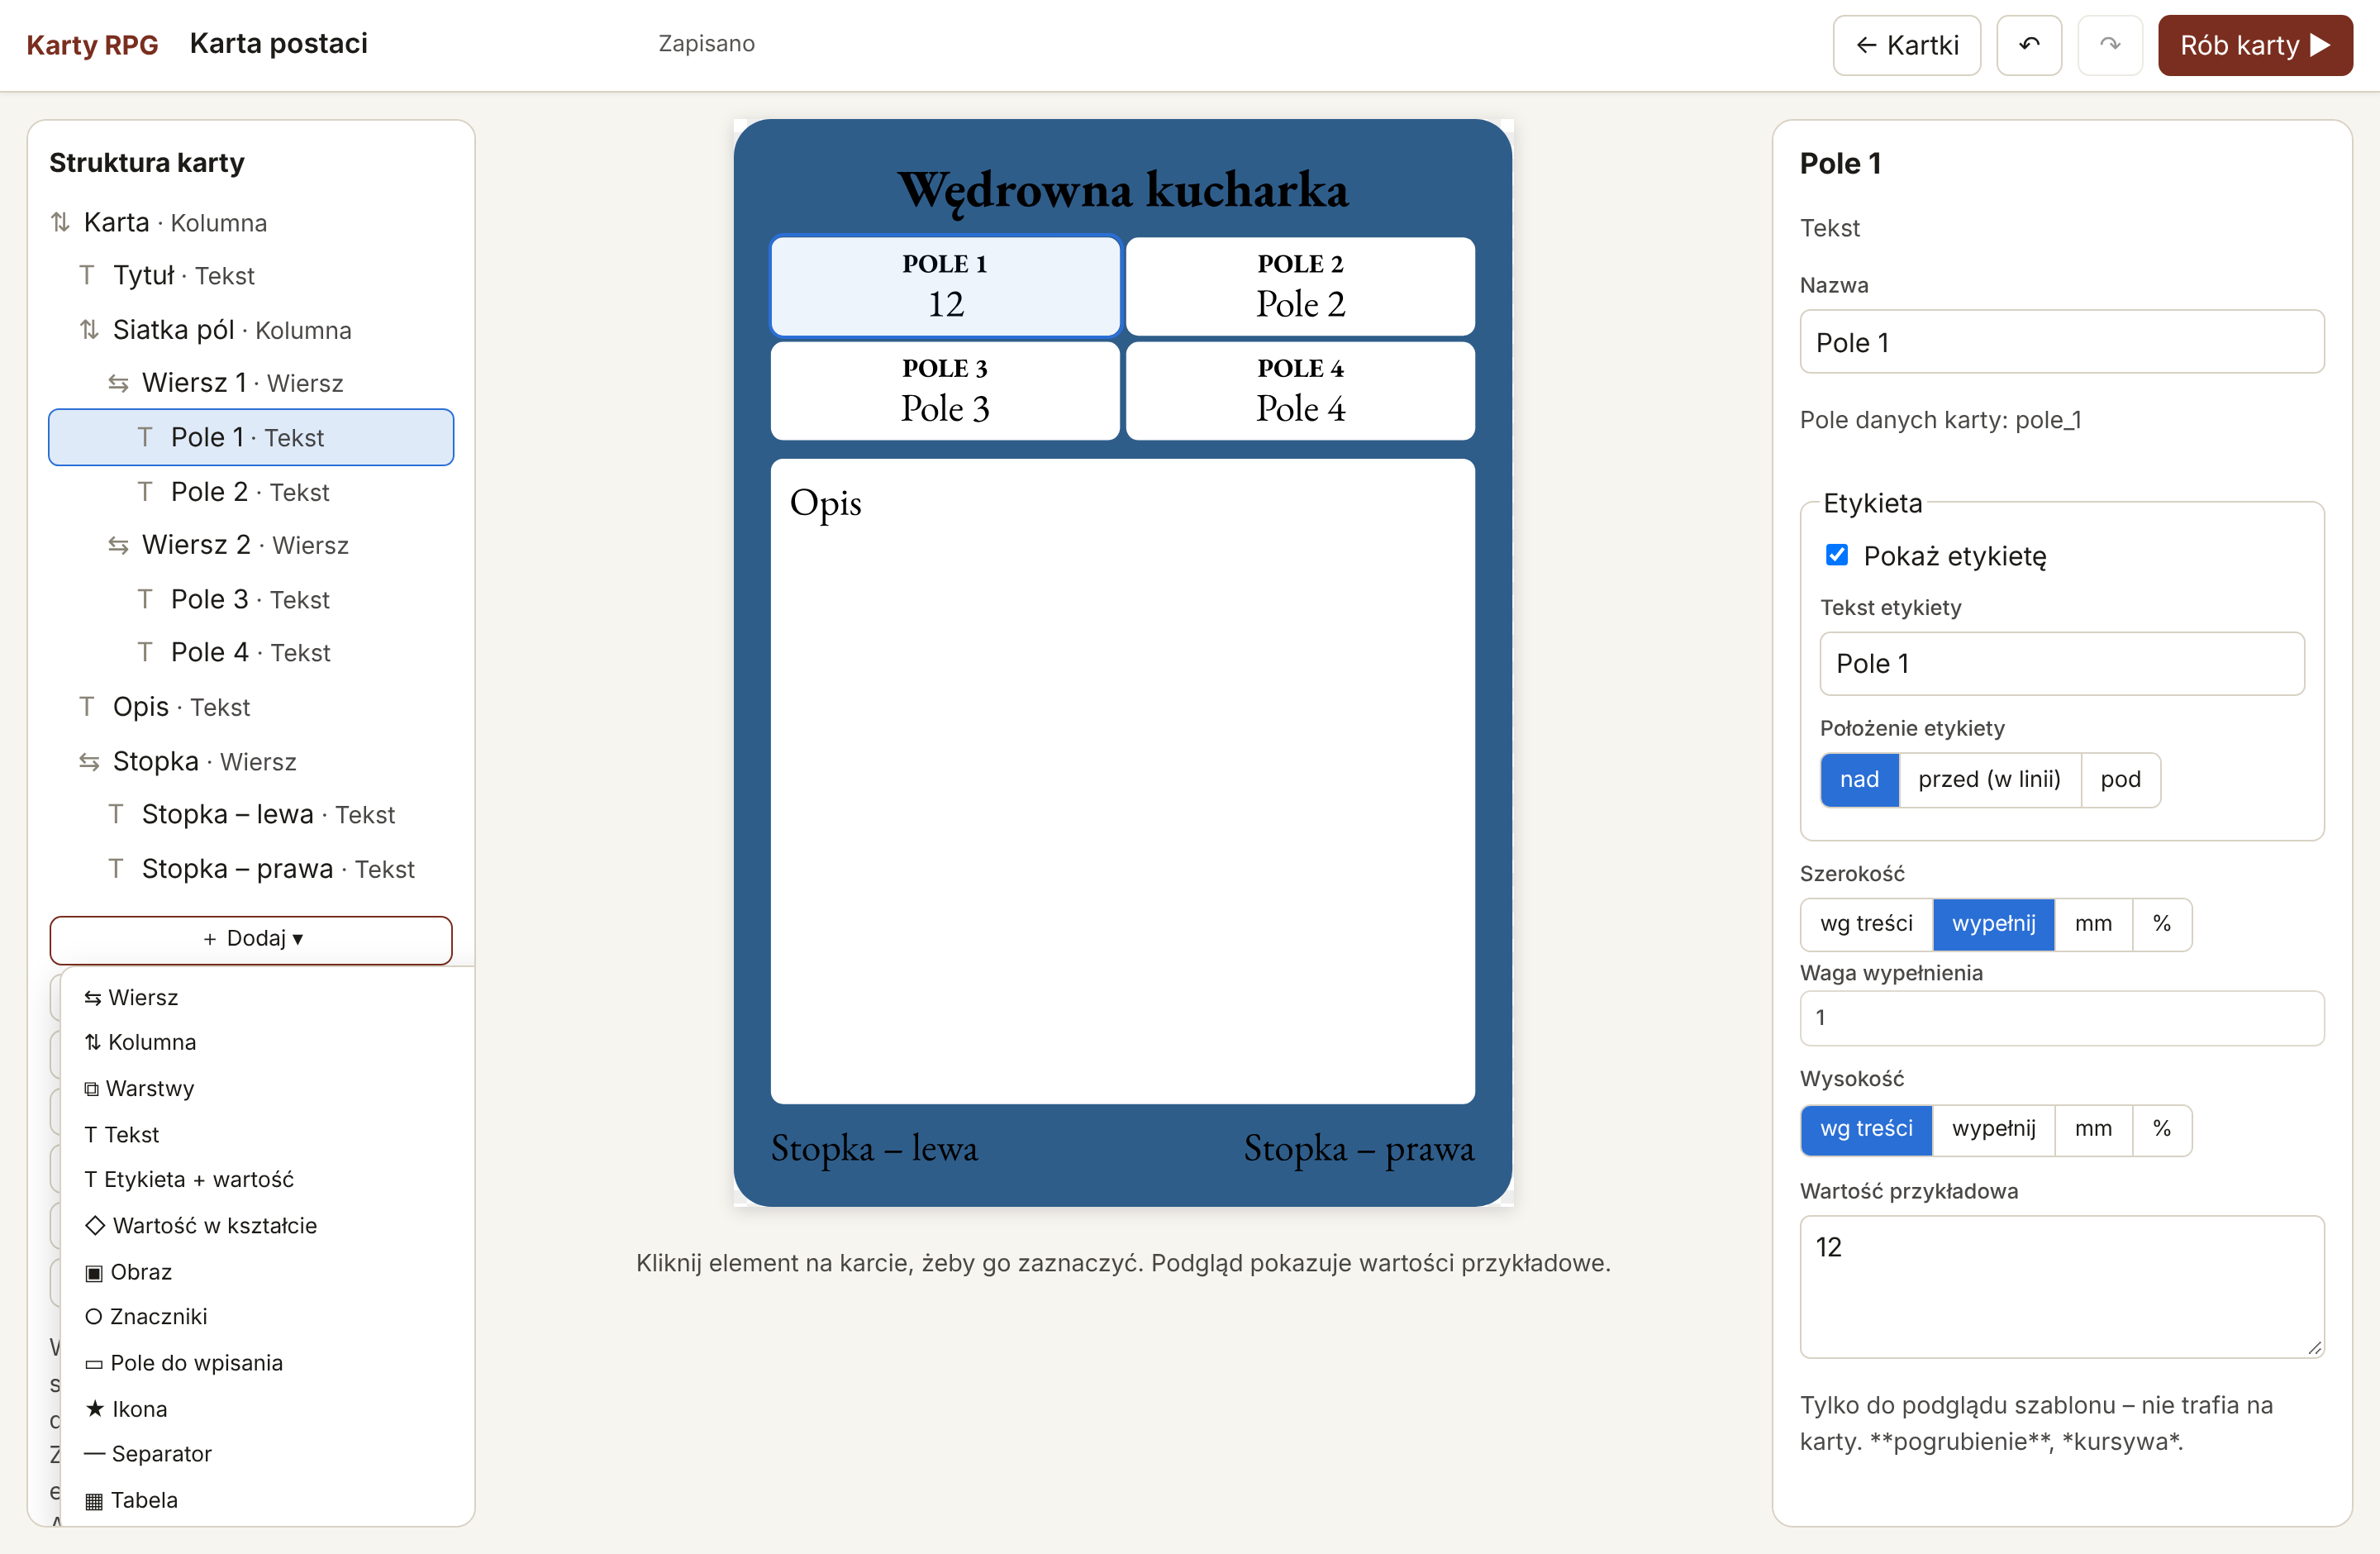 Karty RPG Karta postaci Zapisano ← Kartki ↶ ↷ Rób karty ▶
Struktura karty
⇅ Karta · Kolumna
T Tytuł · Tekst
⇅ Siatka pól · Kolumna
⇆ Wiersz 1 · Wiersz
T Pole 1 · Tekst
T Pole 2 · Tekst
⇆ Wiersz 2 · Wiersz
T Pole 3 · Tekst
T Pole 4 · Tekst
T Opis · Tekst
⇆ Stopka · Wiersz
T Stopka – lewa · Tekst
T Stopka – prawa · Tekst
+ Dodaj ▾
⇆ Wiersz
⇅ Kolumna
⧉ Warstwy
T Tekst
T Etykieta + wartość
◇ Wartość w kształcie
▣ Obraz
○ Znaczniki
▭ Pole do wpisania
★ Ikona
— Separator
▦ Tabela
Wędrowna kucharka
POLE 1
12
POLE 2
Pole 2
POLE 3
Pole 3
POLE 4
Pole 4
Opis
Stopka – lewa
Stopka – prawa
Kliknij element na karcie, żeby go zaznaczyć. Podgląd pokazuje wartości przykładowe.
Pole 1
Tekst
Nazwa
Pole 1
Pole danych karty: pole_1
Etykieta
Pokaż etykietę
Tekst etykiety
Pole 1
Położenie etykiety
nad przed (w linii) pod
Szerokość
wg treści wypełnij mm %
Waga wypełnienia
1
Wysokość
wg treści wypełnij mm %
Wartość przykładowa
12
Tylko do podglądu szablonu – nie trafia na
karty. **pogrubienie**, *kursywa*.